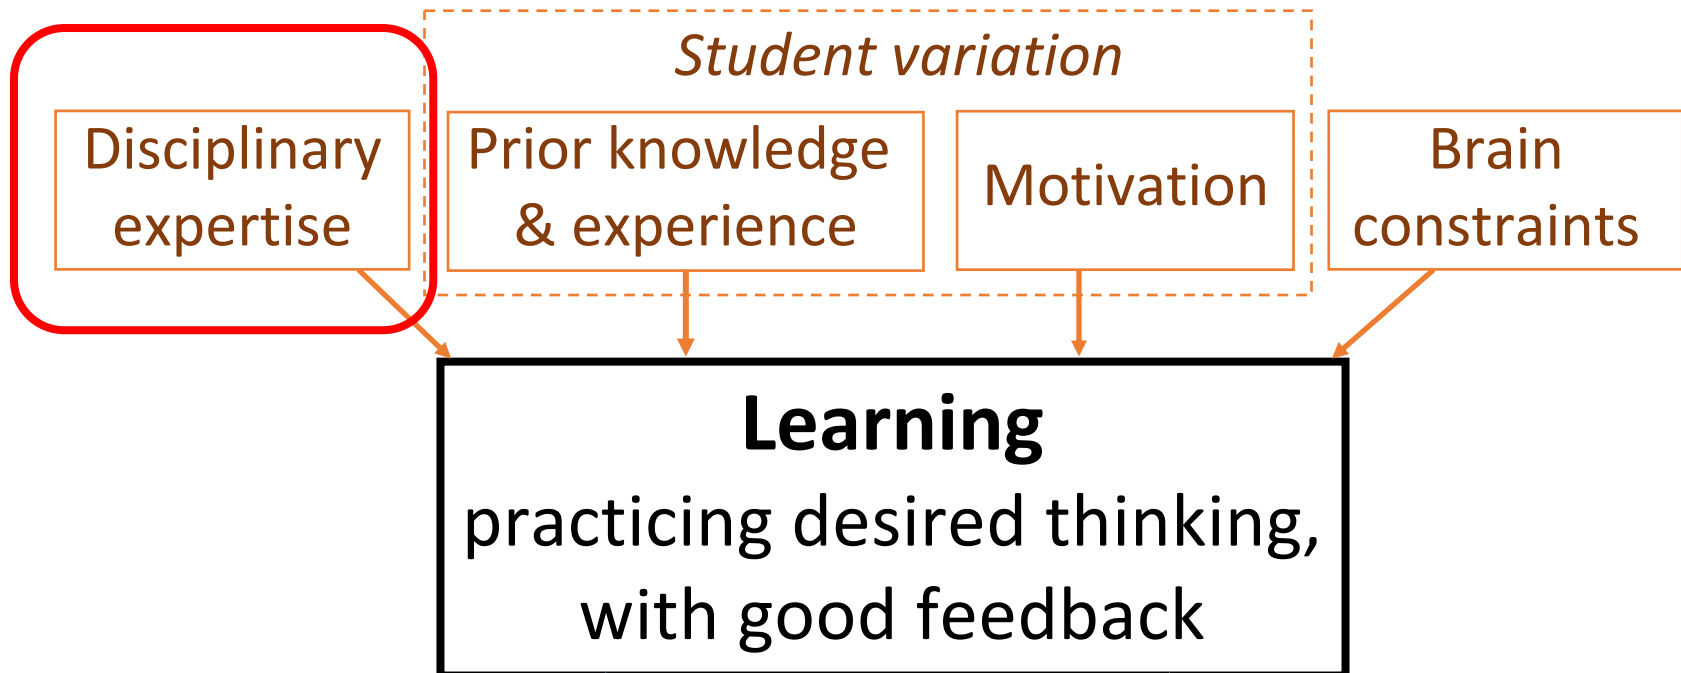 Student variation
Disciplinary
expertise
Prior knowledge
& experience
Motivation
Brain
constraints
Learning
practicing desired thinking,
with good feedback